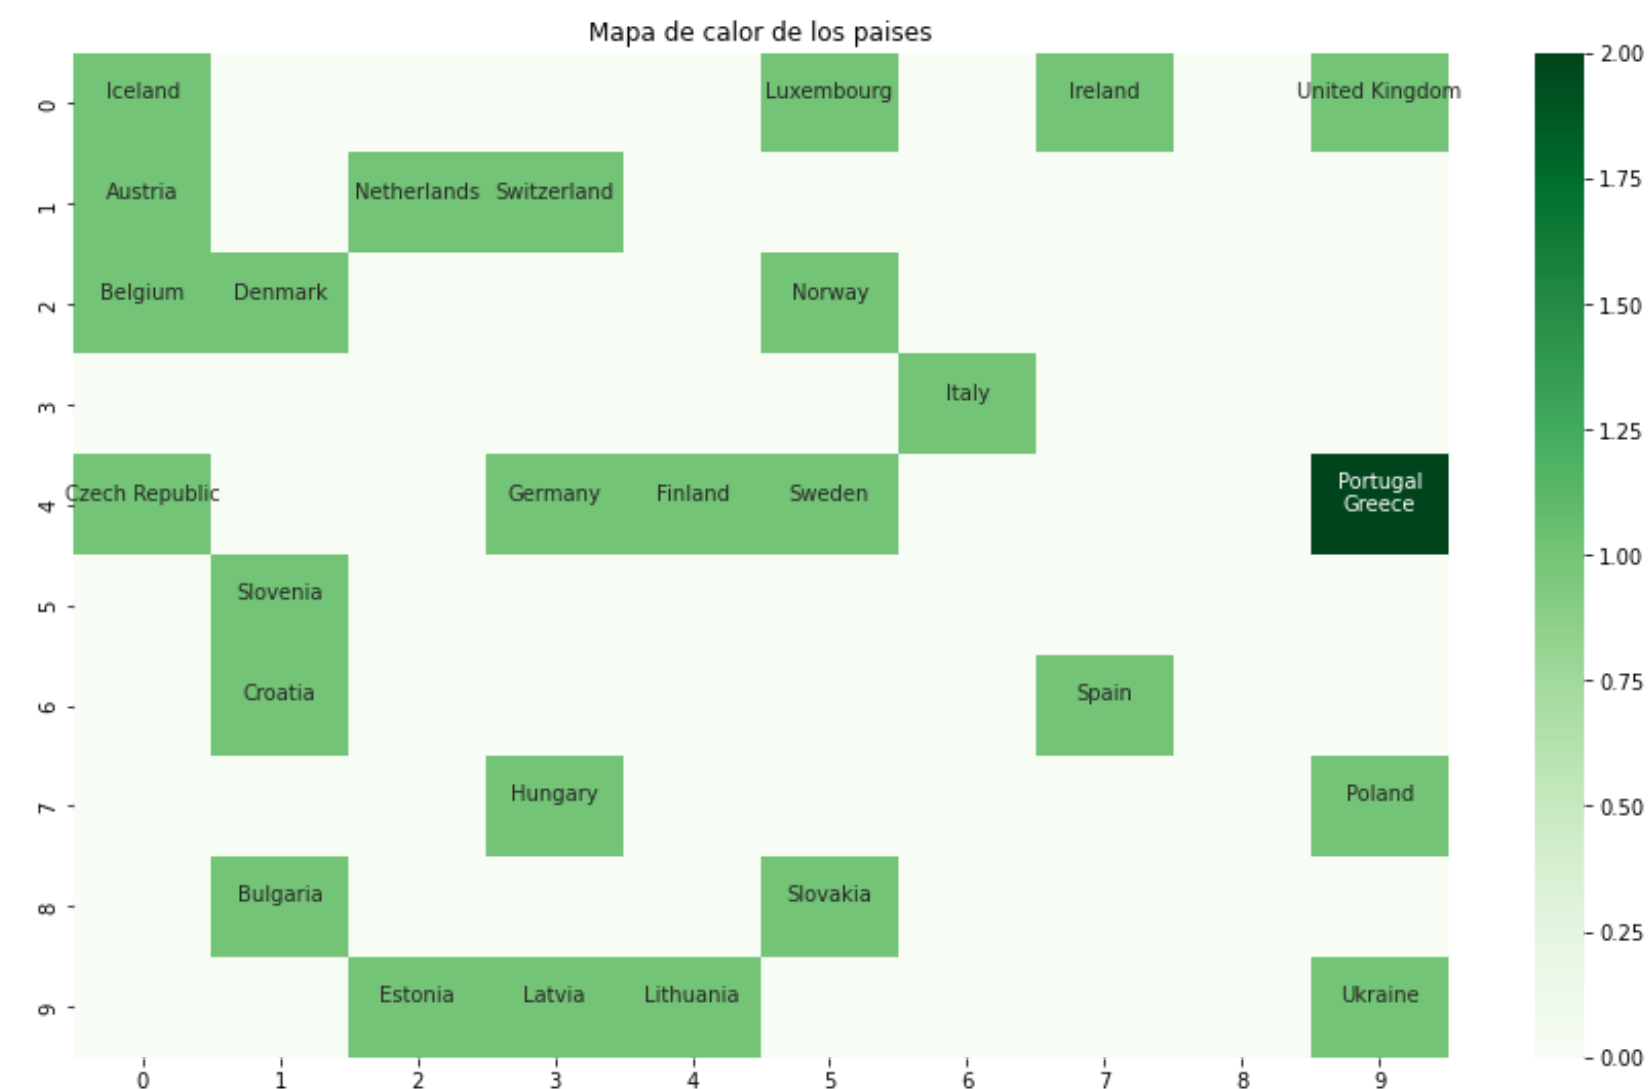 Mapa de calor de los paises
2.00
0
Iceland
Luxembourg
Ireland
United Kingdom
1.75
1
Austria
Netherlands
Switzerland
1.50
2
Belgium
Denmark
Norway
1.25
3
Italy
4
Czech Republic
Germany
Finland
Sweden
Portugal
Greece
1.00
5
Slovenia
0.75
6
Croatia
Spain
0.50
7
Hungary
Poland
0.25
8
Bulgaria
Slovakia
9
Estonia
Latvia
Lithuania
Ukraine
0.00
0 1 2 3 4 5 6 7 8 9